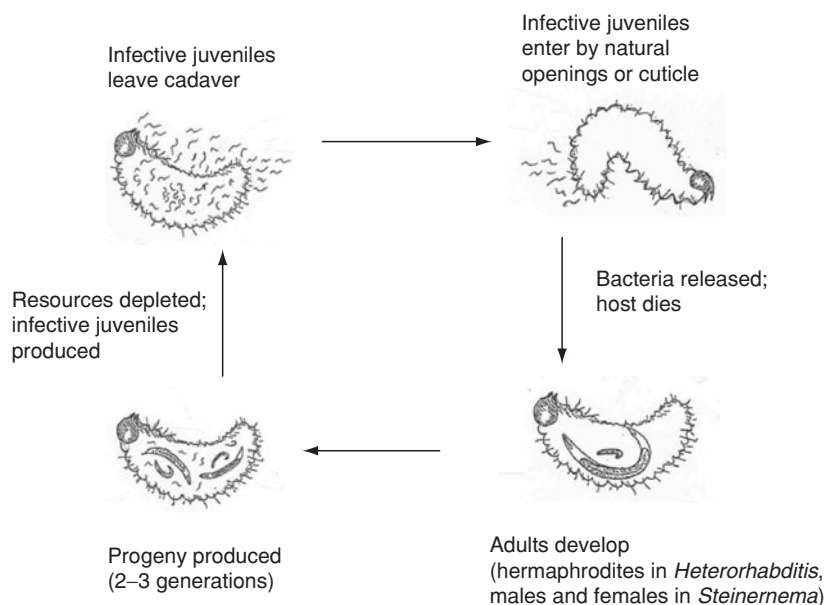 Infective juveniles
leave cadaver
Infective juveniles
enter by natural
openings or cuticle
Bacteria released;
host dies
Resources depleted;
infective juveniles
produced
Progeny produced
(2–3 generations)
Adults develop
(hermaphrodites in Heterorhabditis,
males and females in Steinernema)